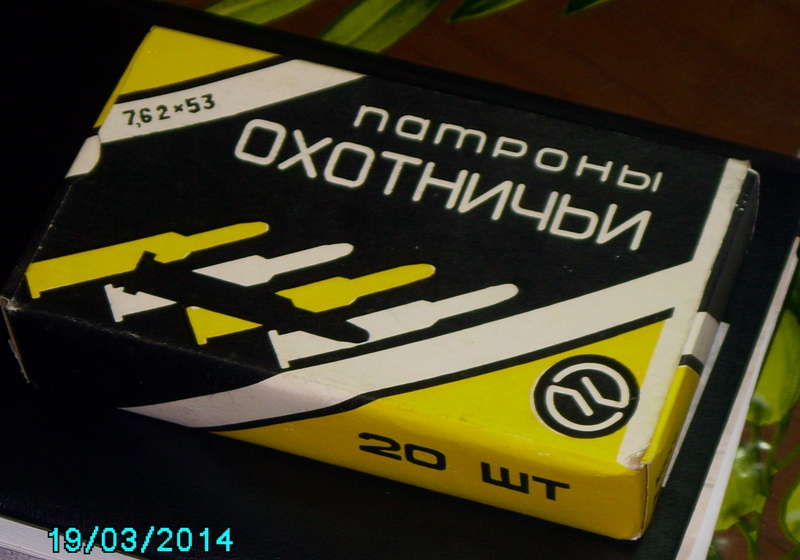 7,62×53
патроны
ОХОТНИЧЬИ
20 ШТ
19/03/2014